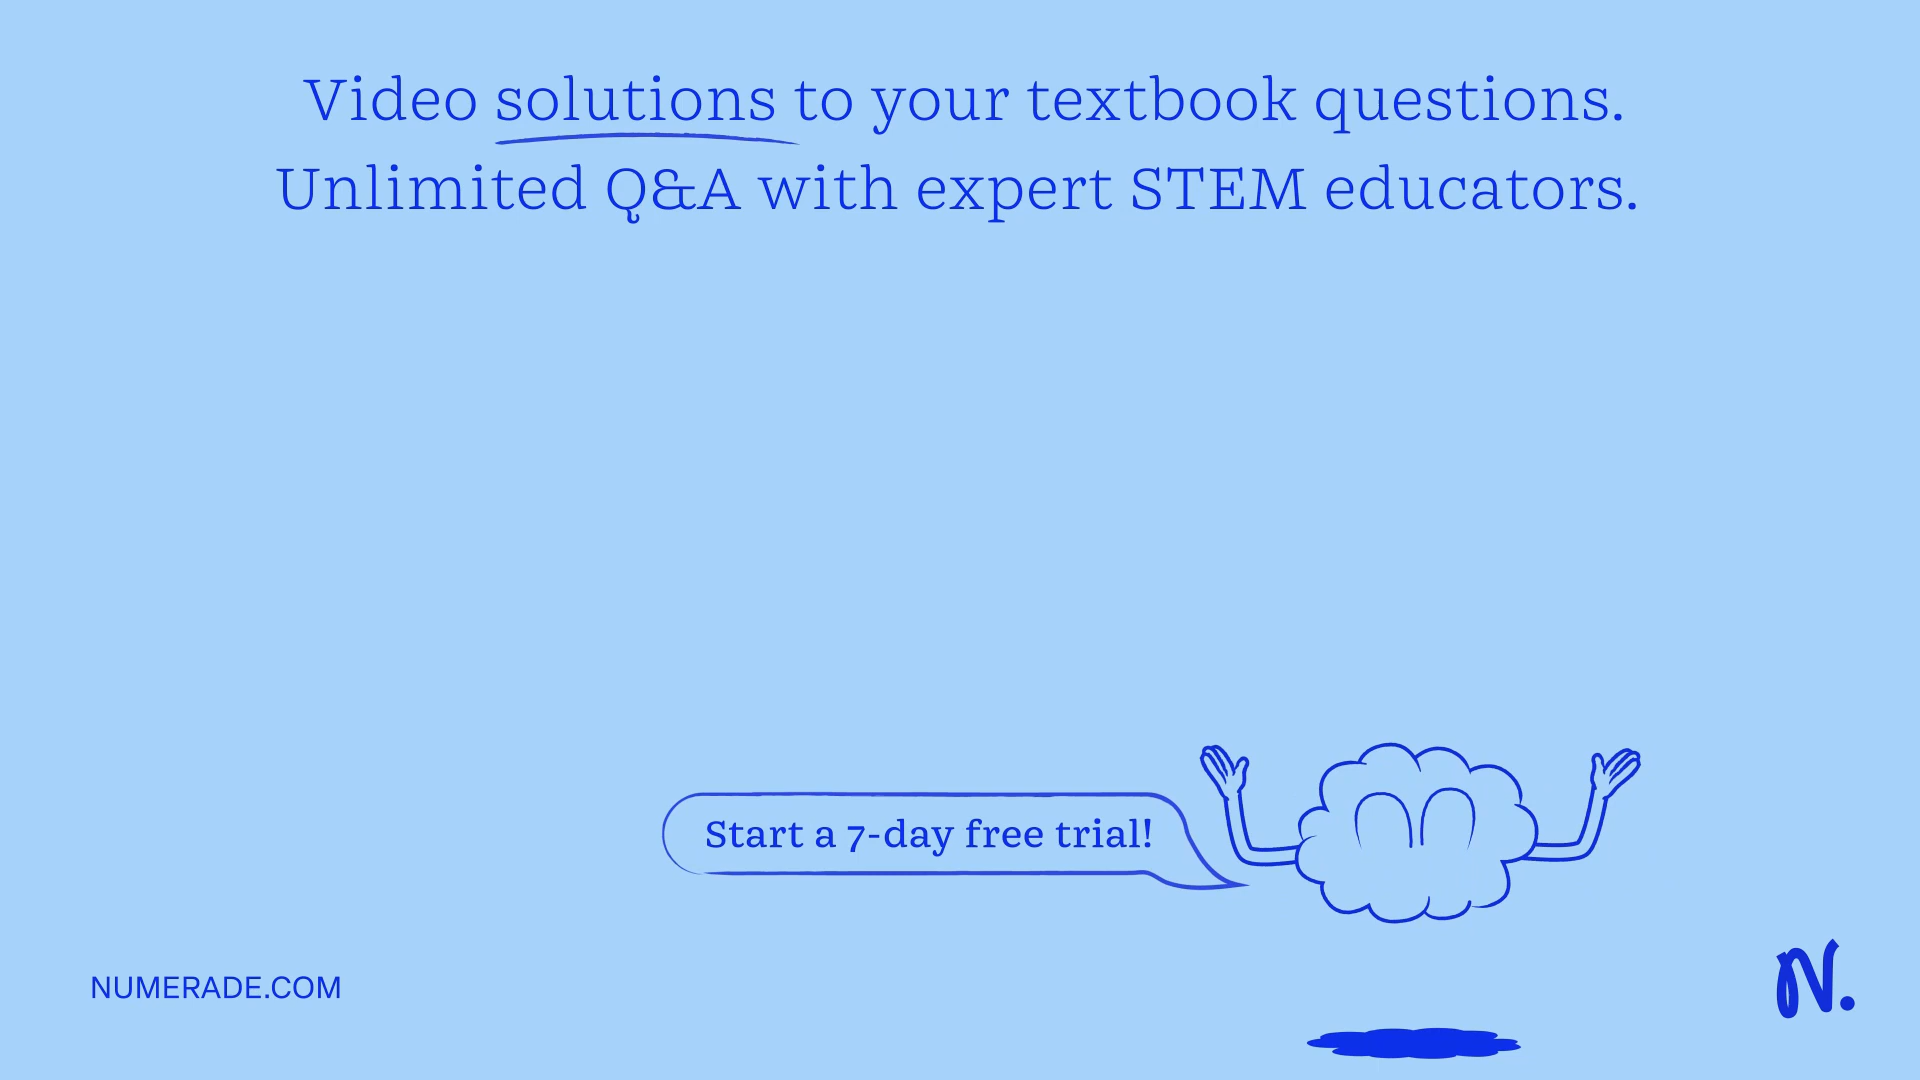 Video solutions to your textbook questions.
Unlimited Q&A with expert STEM educators.
Start a 7-day free trial!
NUMERADE.COM
N.